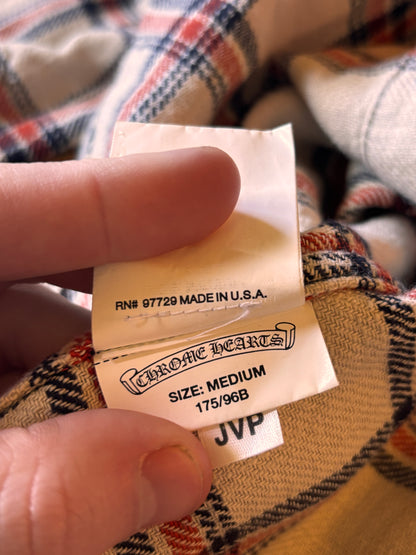 RN# 97729 MADE IN U.S.A.
CHROME HEARTS
SIZE: MEDIUM
175/96B
JVP